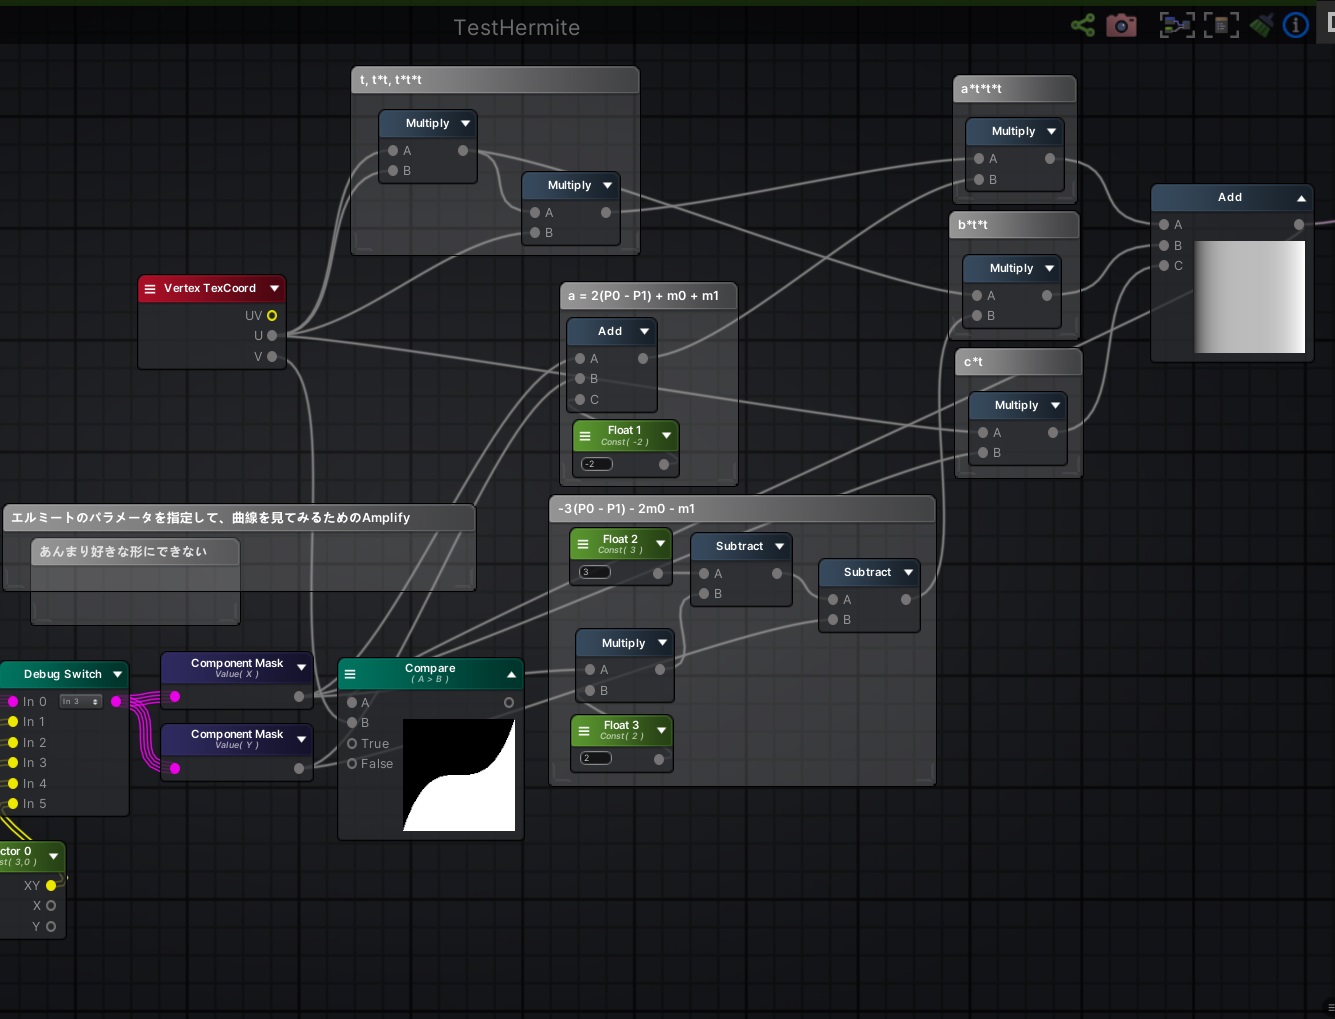 TestHermite
t, t*t, t*t*t
Multiply
A
B
Multiply
A
B
a*t*t*t
Multiply
A
B
b*t*t
Multiply
A
B
c*t
Multiply
A
B
Add
A
B
C
Vertex TexCoord
UV
U
V
a = 2(P0 - P1) + m0 + m1
Add
A
B
C
Float 1
Const( -2 )
-2
エルミートのパラメータを指定して、曲線を見てみるためのAmplify
あんまり好きな形にできない
-3(P0 - P1) - 2m0 - m1
Float 2
Const( 3 )
3
Subtract
A
B
Subtract
A
B
Multiply
A
B
Float 3
Const( 2 )
2
Debug Switch
In 0 In 3
In 1
In 2
In 3
In 4
In 5
Component Mask
Value( X )
Component Mask
Value( Y )
Compare
( A > B )
A
B
True
False
ctor 0
st( 3,0 )
XY
X
Y